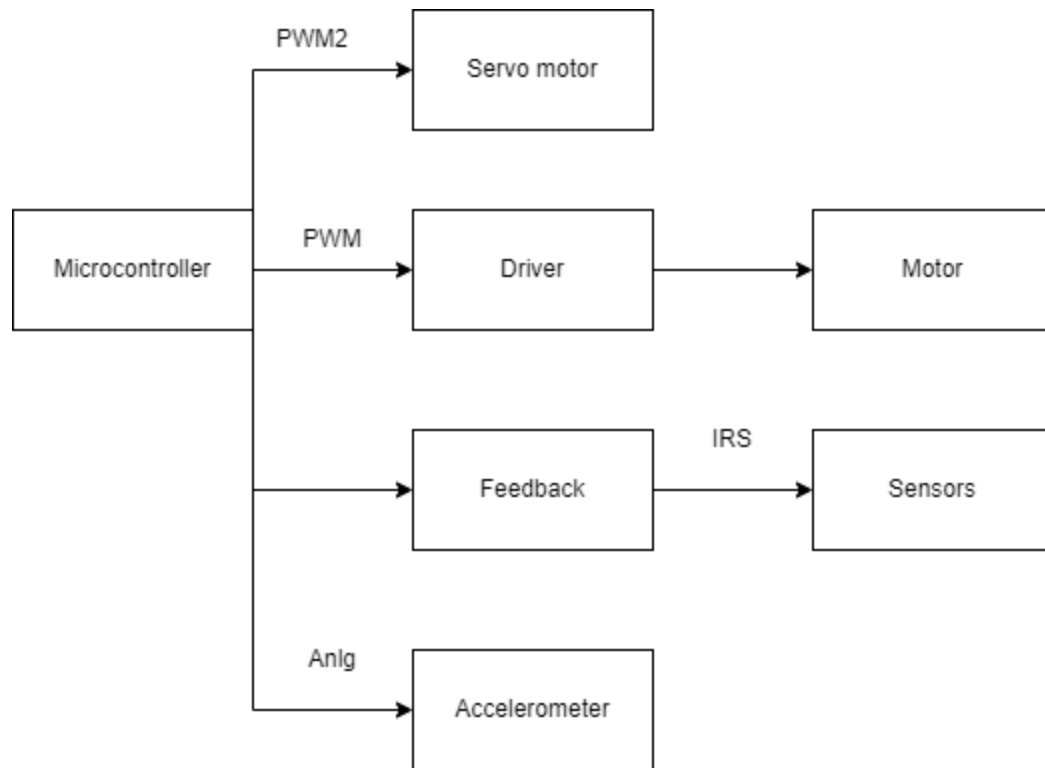 PWM2
Servo motor
PWM
Microcontroller
Driver
Motor
IRS
Feedback
Sensors
Anlg
Accelerometer